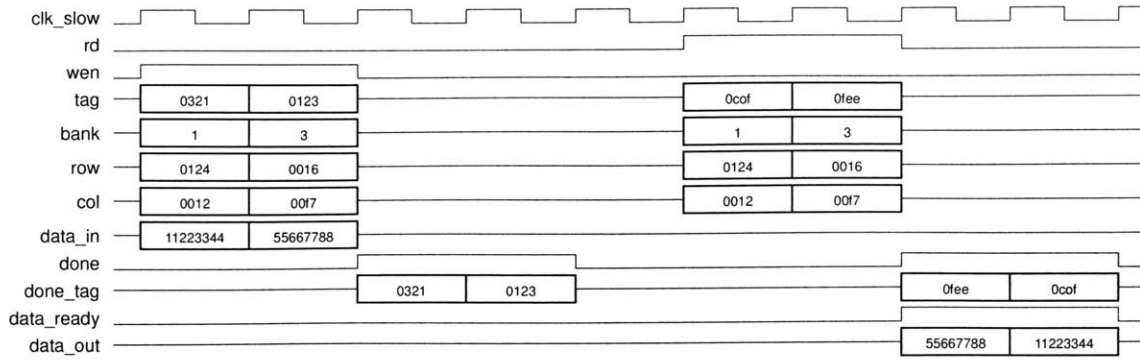 clk_slow
rd
wen
tag 0321 0123 0cof 0fee
bank 1 3 1 3
row 0124 0016 0124 0016
col 0012 00f7 0012 00f7
data_in 11223344 55667788
done
done_tag 0321 0123 0fee 0cof
data_ready
data_out 55667788 11223344